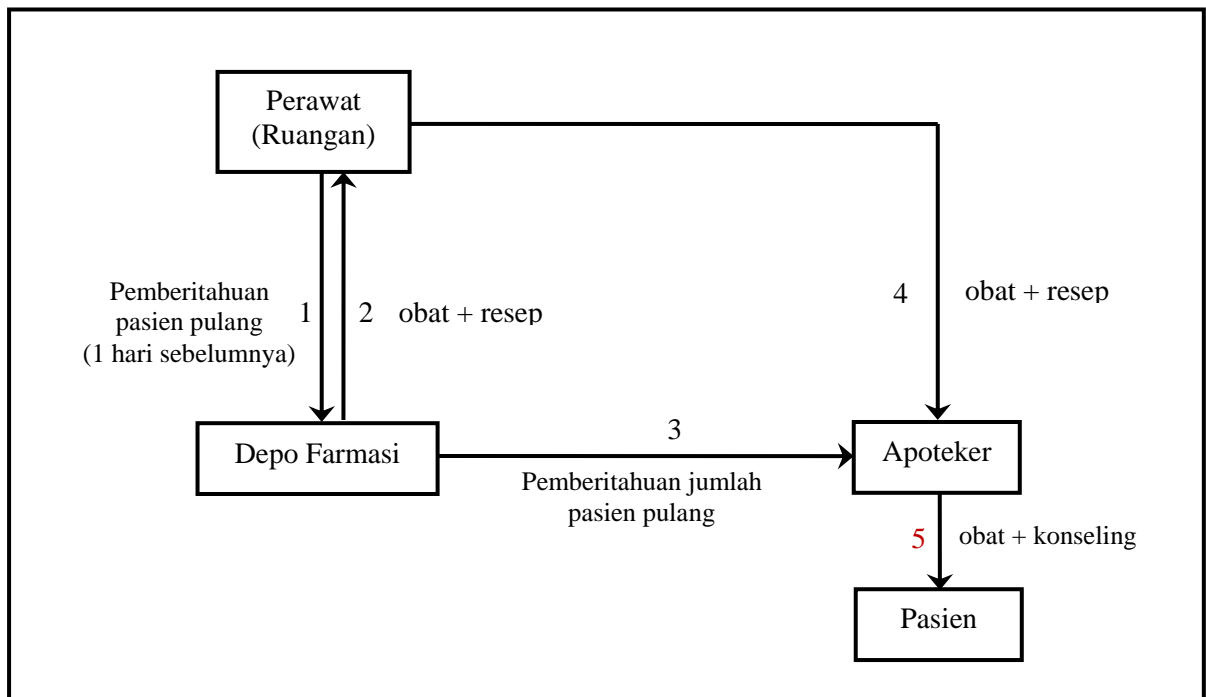 Perawat
(Ruangan)
Pemberitahuan
pasien pulang
(1 hari sebelumnya)
1
2
obat + resep
4
obat + resep
Depo Farmasi
3
Pemberitahuan jumlah
pasien pulang
Apoteker
5
obat + konseling
Pasien